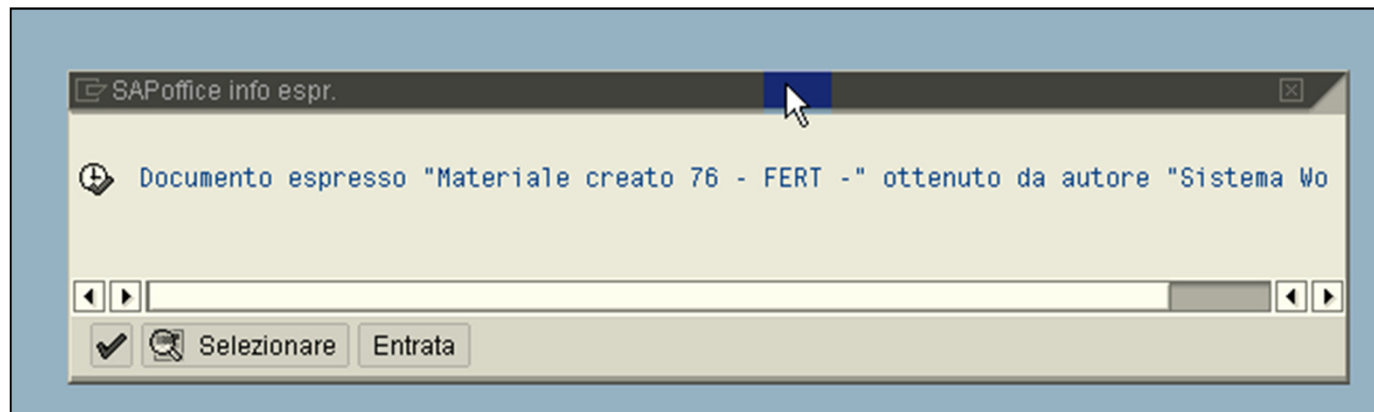 SAPoffice info espr.
Documento espresso "Materiale creato 76 - FERT -" ottenuto da autore "Sistema Wo
Selezionare Entrata